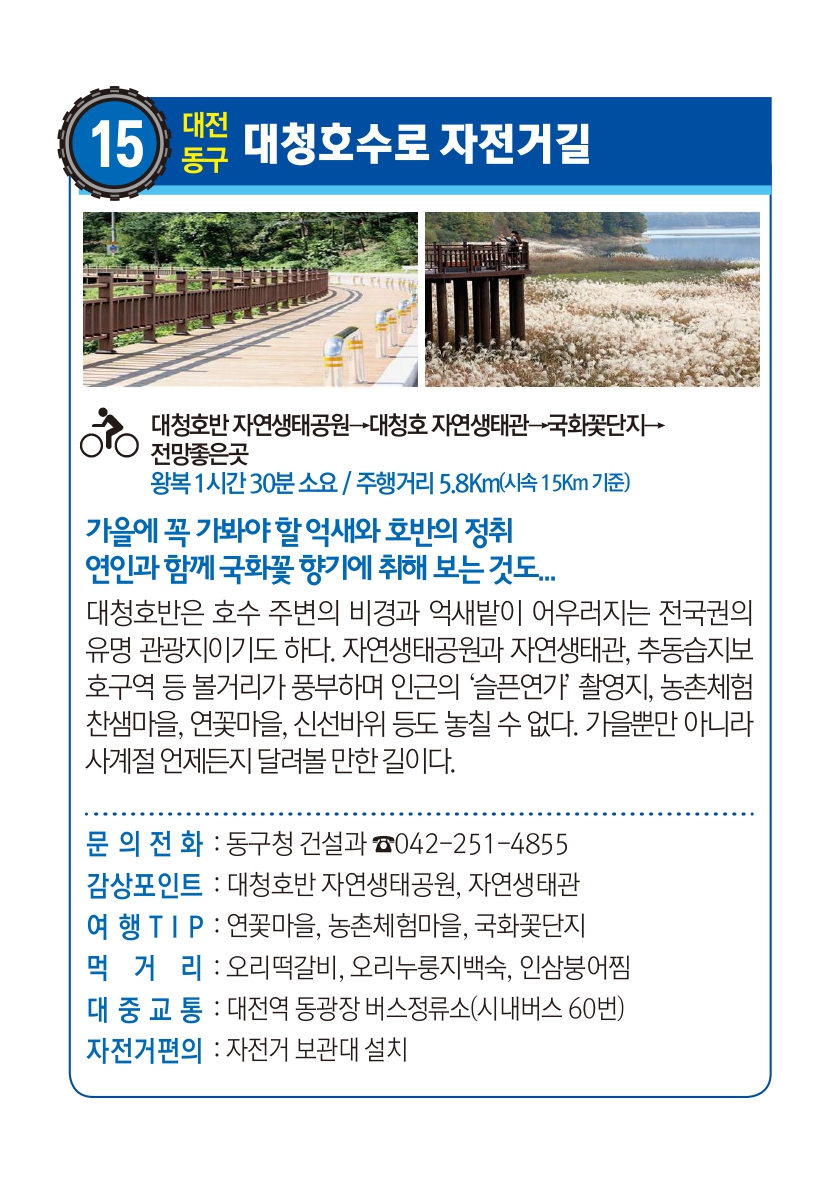 15
대전
동구
대청호수로 자전거길
대청호반 자연생태공원→대청호 자연생태관→국화꽃단지→
전망좋은곳
왕복 1시간 30분 소요 / 주행거리 5.8Km(시속 15Km 기준)
가을에 꼭 가봐야 할 억새와 호반의 정취
연인과 함께 국화꽃 향기에 취해 보는 것도...
대청호반은 호수 주변의 비경과 억새밭이 어우러지는 전국권의
유명 관광지이기도 하다. 자연생태공원과 자연생태관, 추동습지보
호구역 등 볼거리가 풍부하며 인근의 ‘슬픈연가’ 촬영지, 농촌체험
찬샘마을, 연꽃마을, 신선바위 등도 놓칠 수 없다. 가을뿐만 아니라
사계절 언제든지 달려볼 만한 길이다.
문 의 전 화 : 동구청 건설과 ☎042-251-4855
감상포인트 : 대청호반 자연생태공원, 자연생태관
여 행 T I P : 연꽃마을, 농촌체험마을, 국화꽃단지
먹 거 리 : 오리떡갈비, 오리누룽지백숙, 인삼붕어찜
대 중 교 통 : 대전역 동광장 버스정류소(시내버스 60번)
자전거편의 : 자전거 보관대 설치